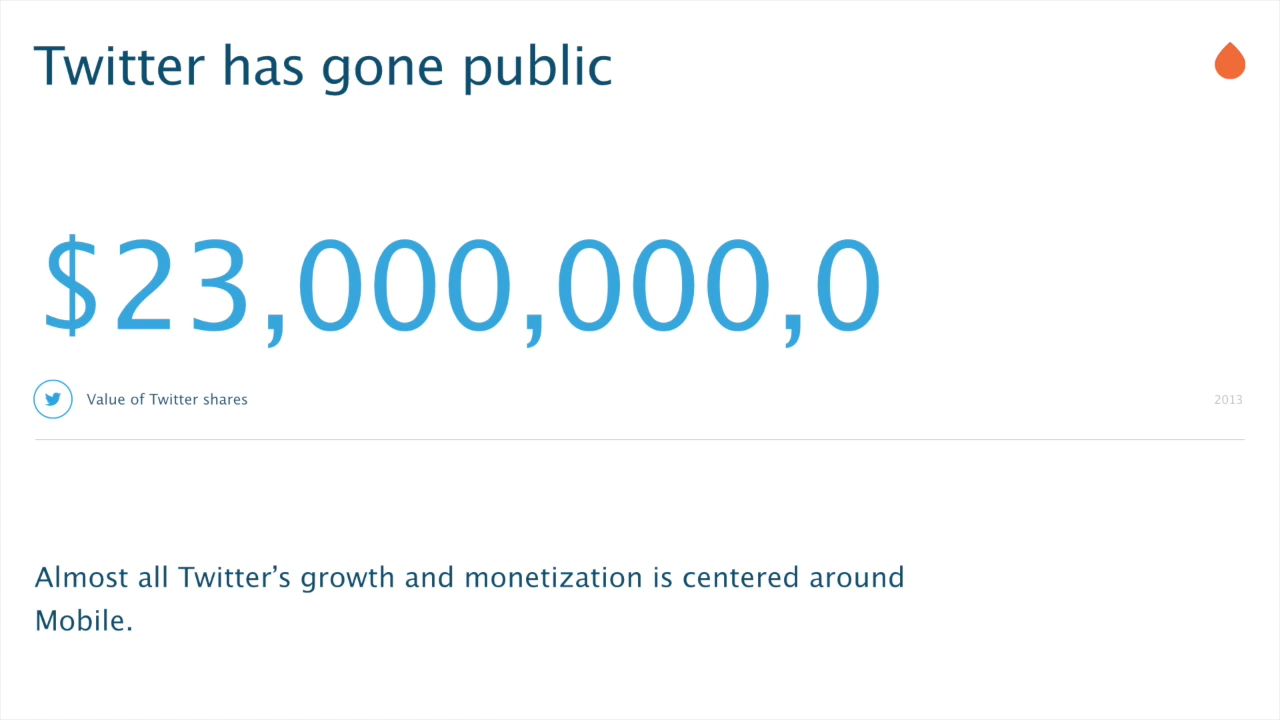 Twitter has gone public
$23,000,000,0
Value of Twitter shares
2013
Almost all Twitter’s growth and monetization is centered around
Mobile.